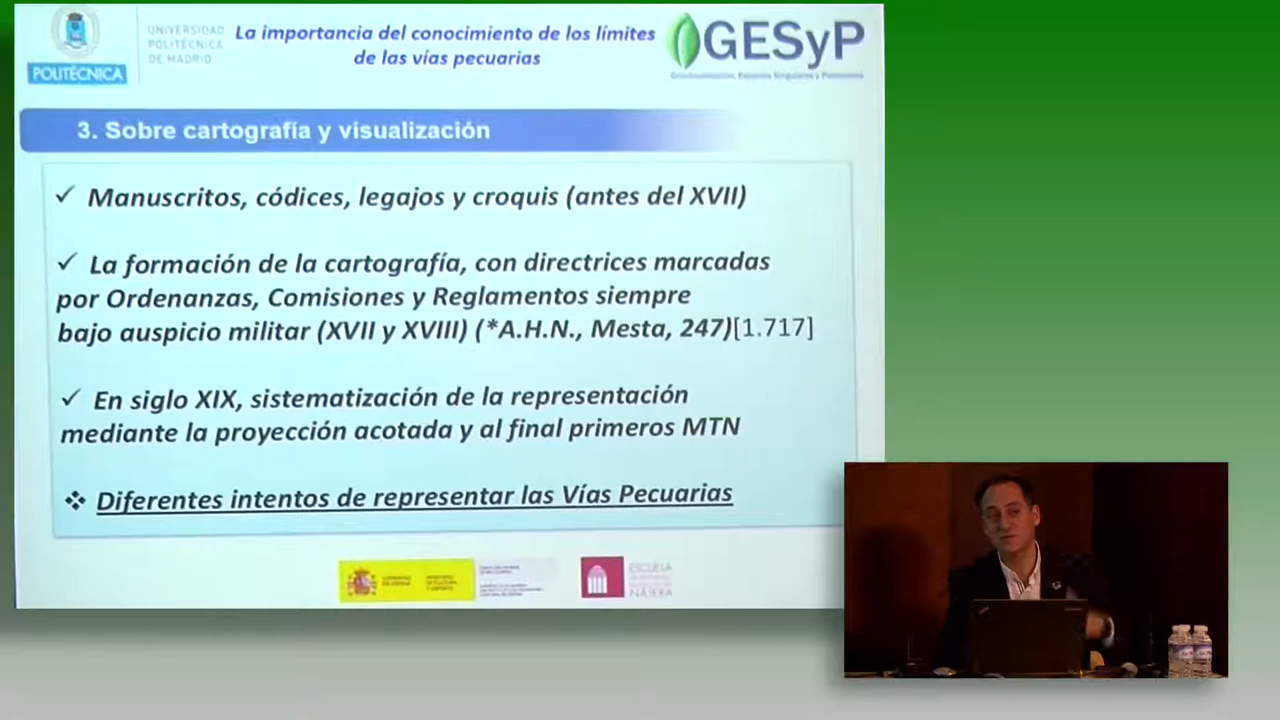 UNIVERSIDAD
POLITÉCNICA
DE MADRID
POLITÉCNICA
La importancia del conocimiento de los límites
de las vías pecuarias
GESyP
3. Sobre cartografía y visualización
✓ Manuscritos, códices, legajos y croquis (antes del XVII)
✓ La formación de la cartografía, con directrices marcadas
por Ordenanzas, Comisiones y Reglamentos siempre
bajo auspicio militar (XVII y XVIII) (*A.H.N., Mesta, 247)[1.717]
✓ En siglo XIX, sistematización de la representación
mediante la proyección acotada y al final primeros MTN
❖ Diferentes intentos de representar las Vías Pecuarias
ESCUELA
NÁJERA